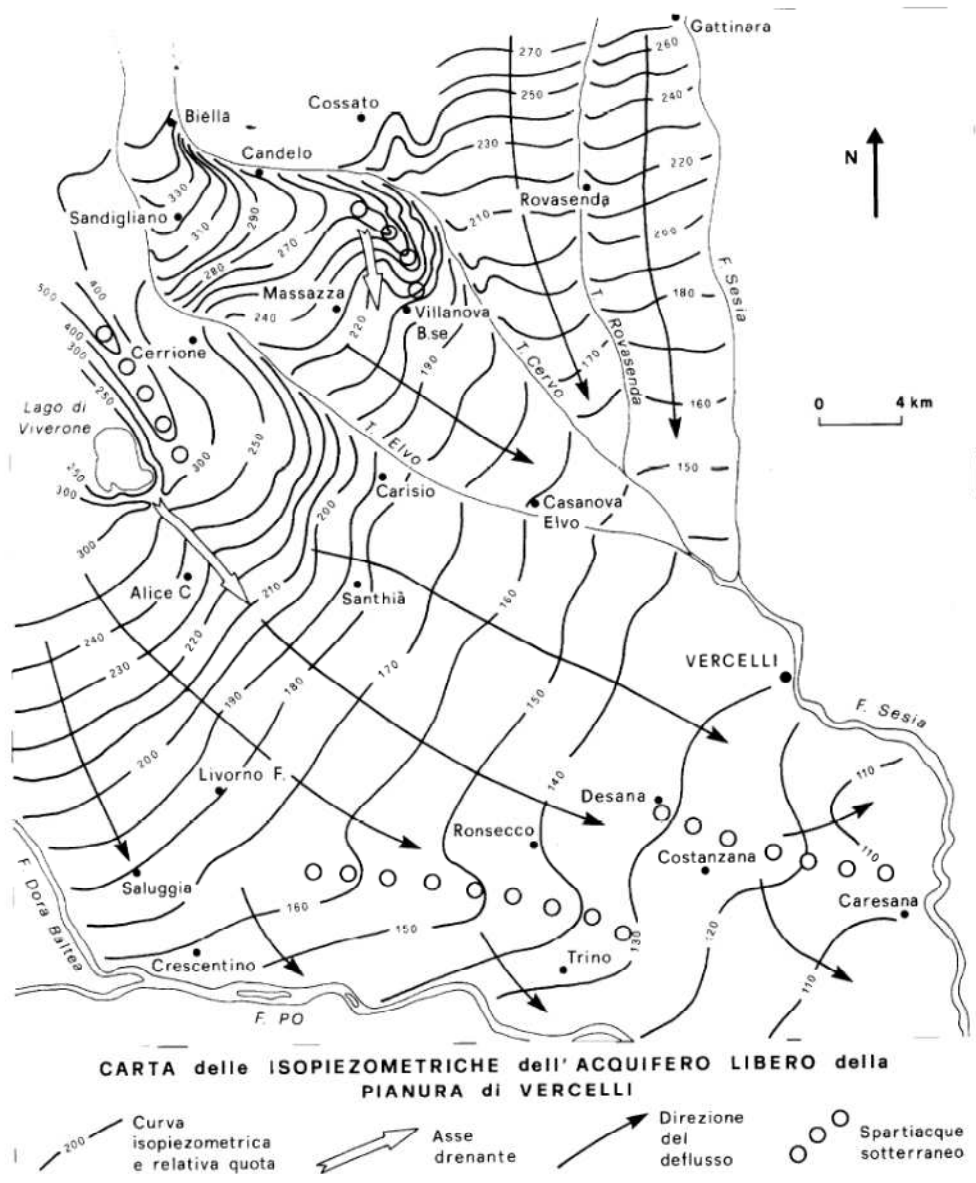 Gattinara
270
260
250
240
Cossato
Biella
230
Candelo
220
N
330
Rovasenda
Sandigliano
290
210
310
270
200
280
F. Sesia
400
500
Massazza
180
240
Villanova
B.se
220
T. Rovasenda
400
190
Cerrione
300
T. Cervo
170
160
0 4 km
Lago di
Viverone
250
250
T. Elvo
150
300
250
Carisio
300
Casanova
Elvo
200
300
Alice C
210
Santhià
160
240
220
VERCELLI
230
170
150
180
190
F. Sesia
200
140
110
Livorno F.
Desana
Ronsecco
F. Dora Baltea
Saluggia
Costanzana
110
160
Caresana
150
120
130
Crescentino
Trino
110
F. PO
CARTA delle ISOPIEZOMETRICHE dell'ACQUIFERO LIBERO della
PIANURA di VERCELLI
200
Curva
isopiezometrica
e relativa quota
Asse
drenante
Direzione
del
deflusso
Spartiacque
sotterraneo